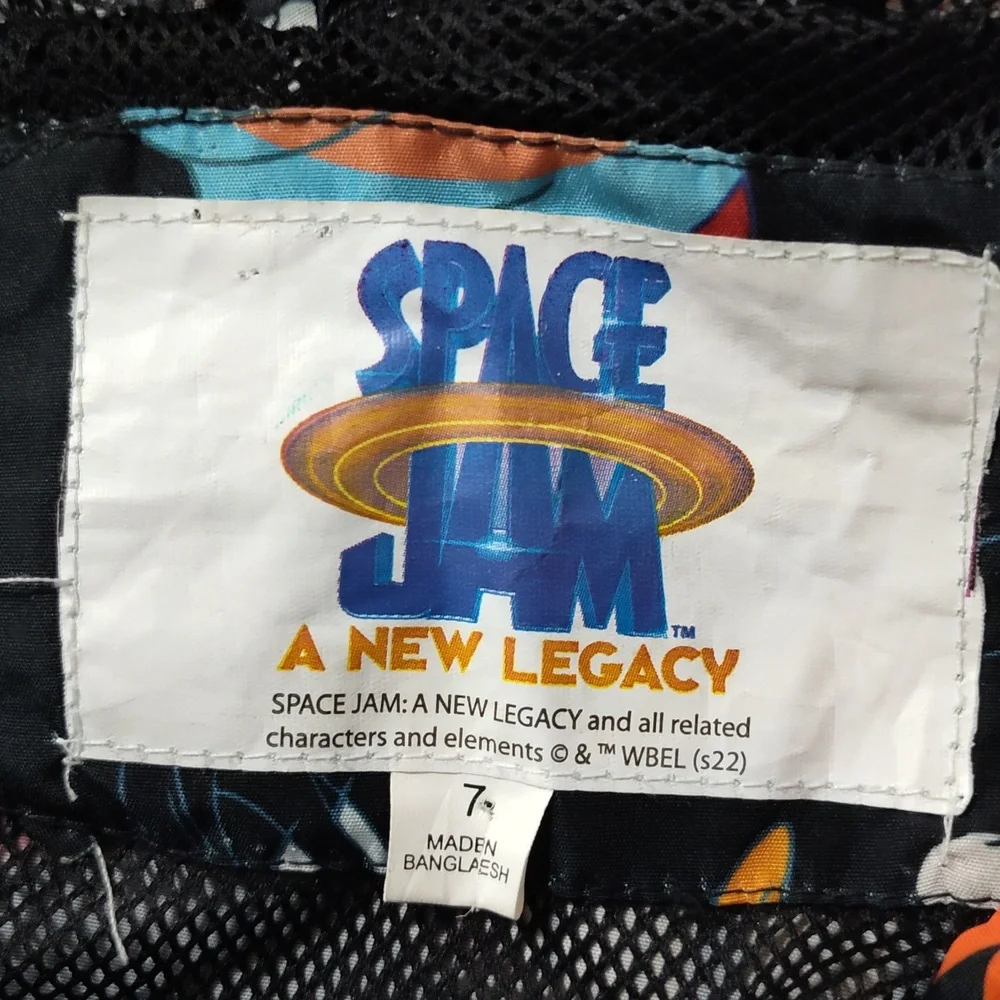 SPACE
JAM™
A NEW LEGACY
SPACE JAM: A NEW LEGACY and all related
characters and elements © & ™ WBEL (s22)
7
MADEN
BANGLAESH